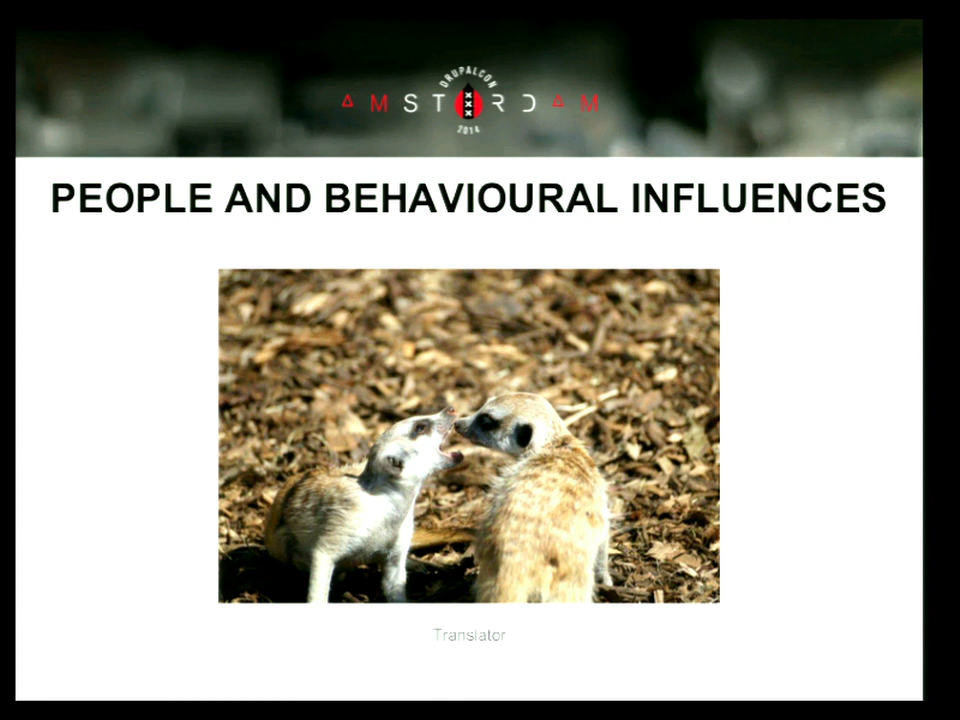 DRUPALCON
AMSTERDAM
2014
PEOPLE AND BEHAVIOURAL INFLUENCES
Translator